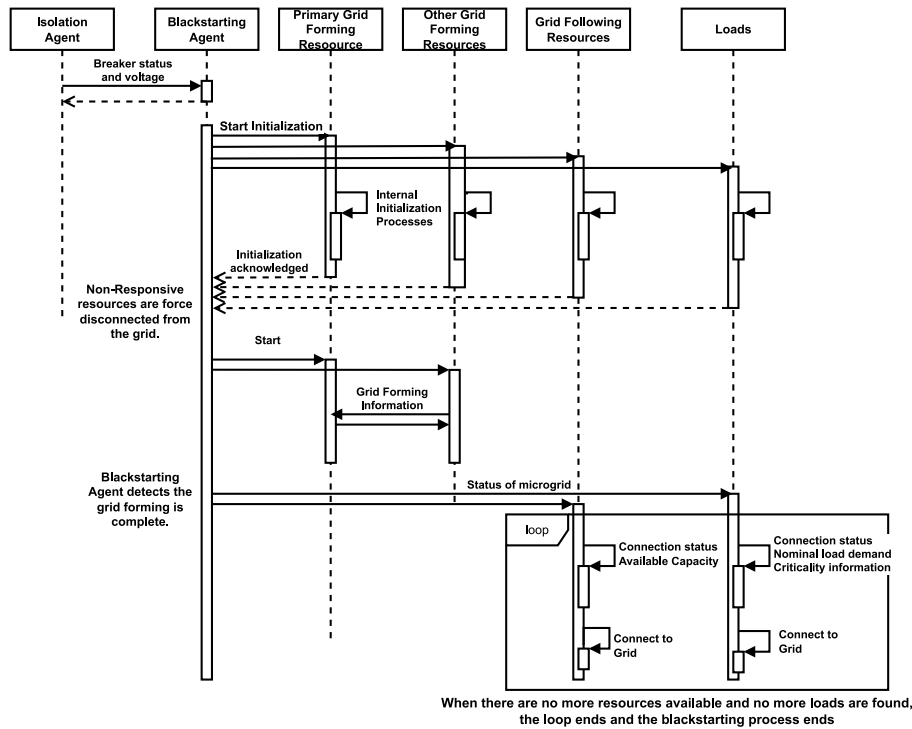 Isolation
Agent
Blackstarting
Agent
Primary Grid
Forming
Resoource
Other Grid
Forming
Resources
Grid Following
Resources
Loads
Breaker status
and voltage
Start Initialization
Internal
Initialization
Processes
Initialization
acknowledged
Non-Responsive
resources are force
disconnected from
the grid.
Start
Grid Forming
Information
Blackstarting
Agent detects the
grid forming is
complete.
Status of microgrid
loop
Connection status
Available Capacity
Connection status
Nominal load demand
Criticality information
Connect to
Grid
Connect to
Grid
When there are no more resources available and no more loads are found,
the loop ends and the blackstarting process ends